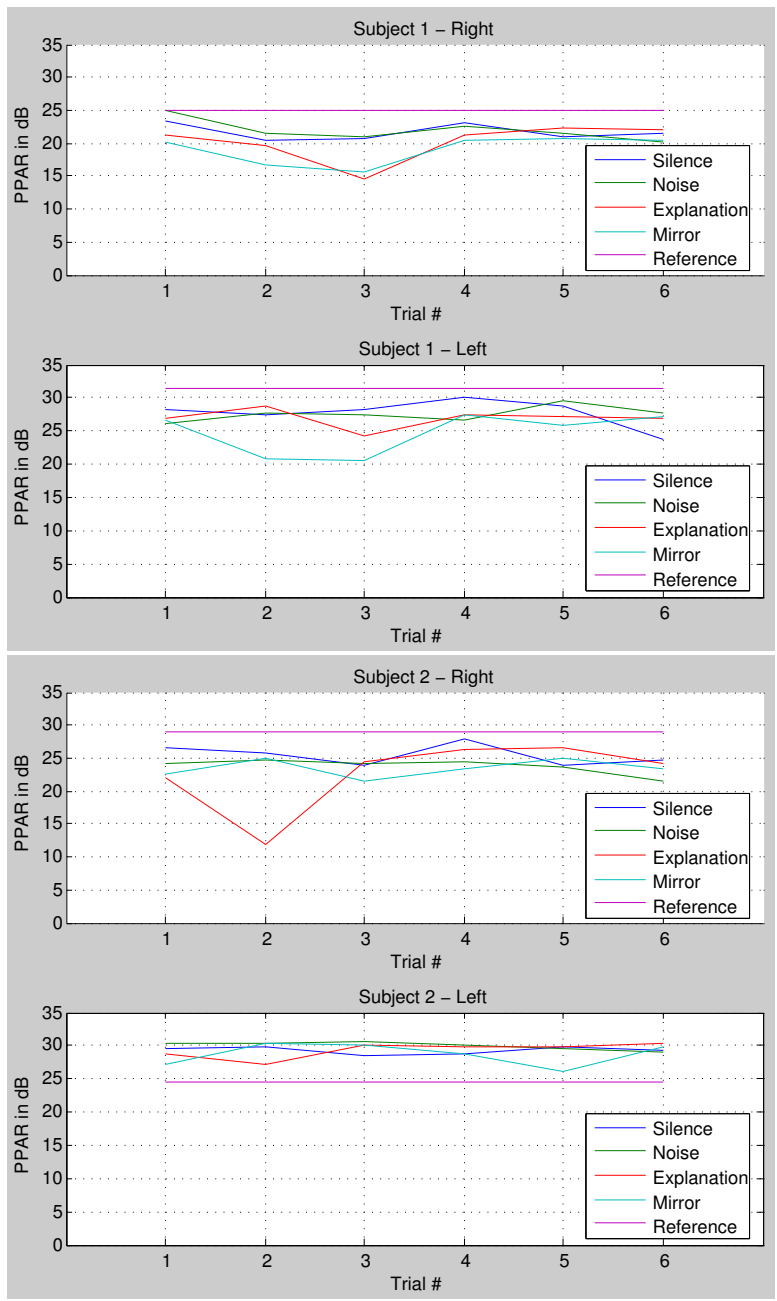 Subject 1 – Right
35
30
25
20
15
10
5
0
PPAR in dB
1 2 3 4 5 6
Trial #
Silence
Noise
Explanation
Mirror
Reference
Subject 1 – Left
35
30
25
20
15
10
5
0
PPAR in dB
1 2 3 4 5 6
Trial #
Silence
Noise
Explanation
Mirror
Reference
Subject 2 – Right
35
30
25
20
15
10
5
0
PPAR in dB
1 2 3 4 5 6
Trial #
Silence
Noise
Explanation
Mirror
Reference
Subject 2 – Left
35
30
25
20
15
10
5
0
PPAR in dB
1 2 3 4 5 6
Trial #
Silence
Noise
Explanation
Mirror
Reference